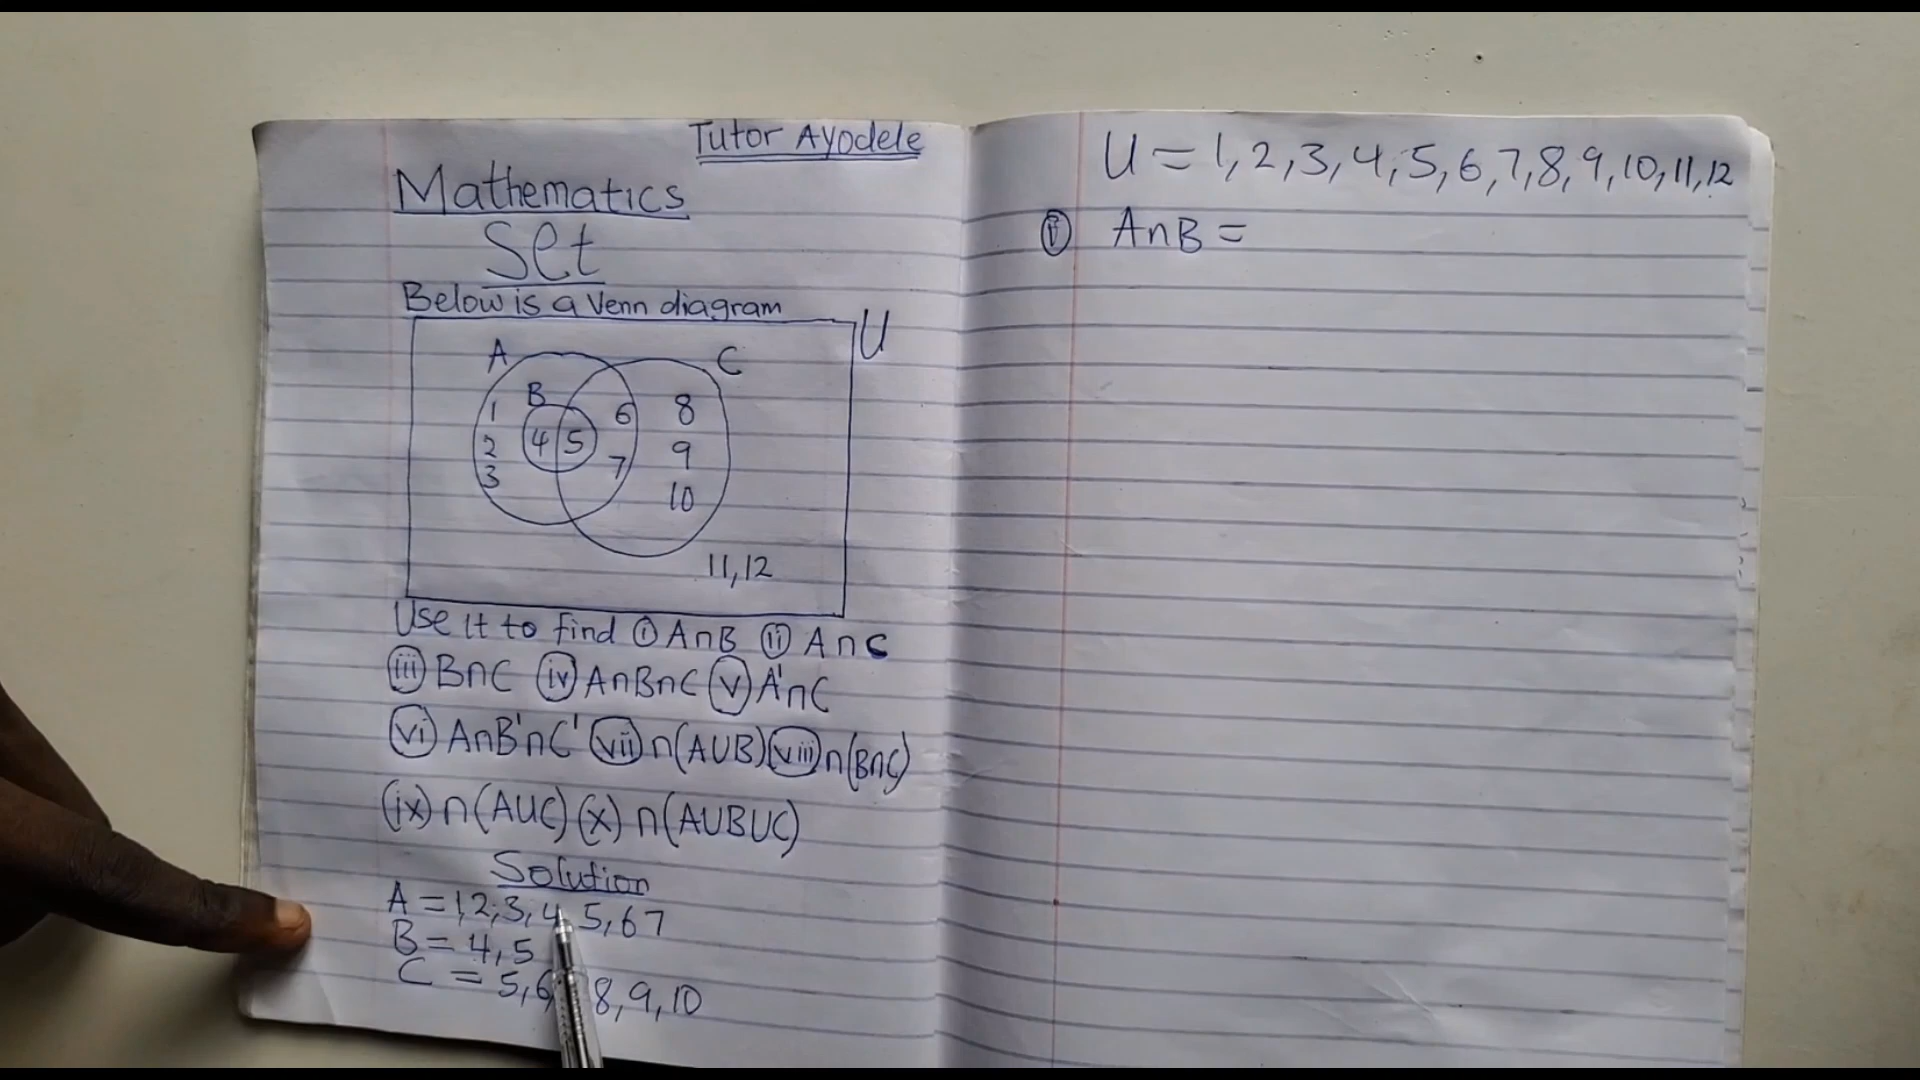 Tutor Ayodele
Mathematics
Set
Below is a Venn diagram
U
A
C
B
1
6
8
4
5
2
9
3
7
10
11,12
Use it to find (i) A∩B (ii) A∩C
(iii) B∩C (iv) A∩B∩C (v) A'∩C
(vi) A∩B'∩C' (vii) n(AUB) (viii) n(B∩C)
(ix) n(AUC) (x) n(AUBUC)
Solution
A = 1,2,3,4 5,67
B = 4,5
C = 5,6 8,9,10
U = 1,2,3,4,5,6,7,8,9,10,11,12
(i) A∩B =